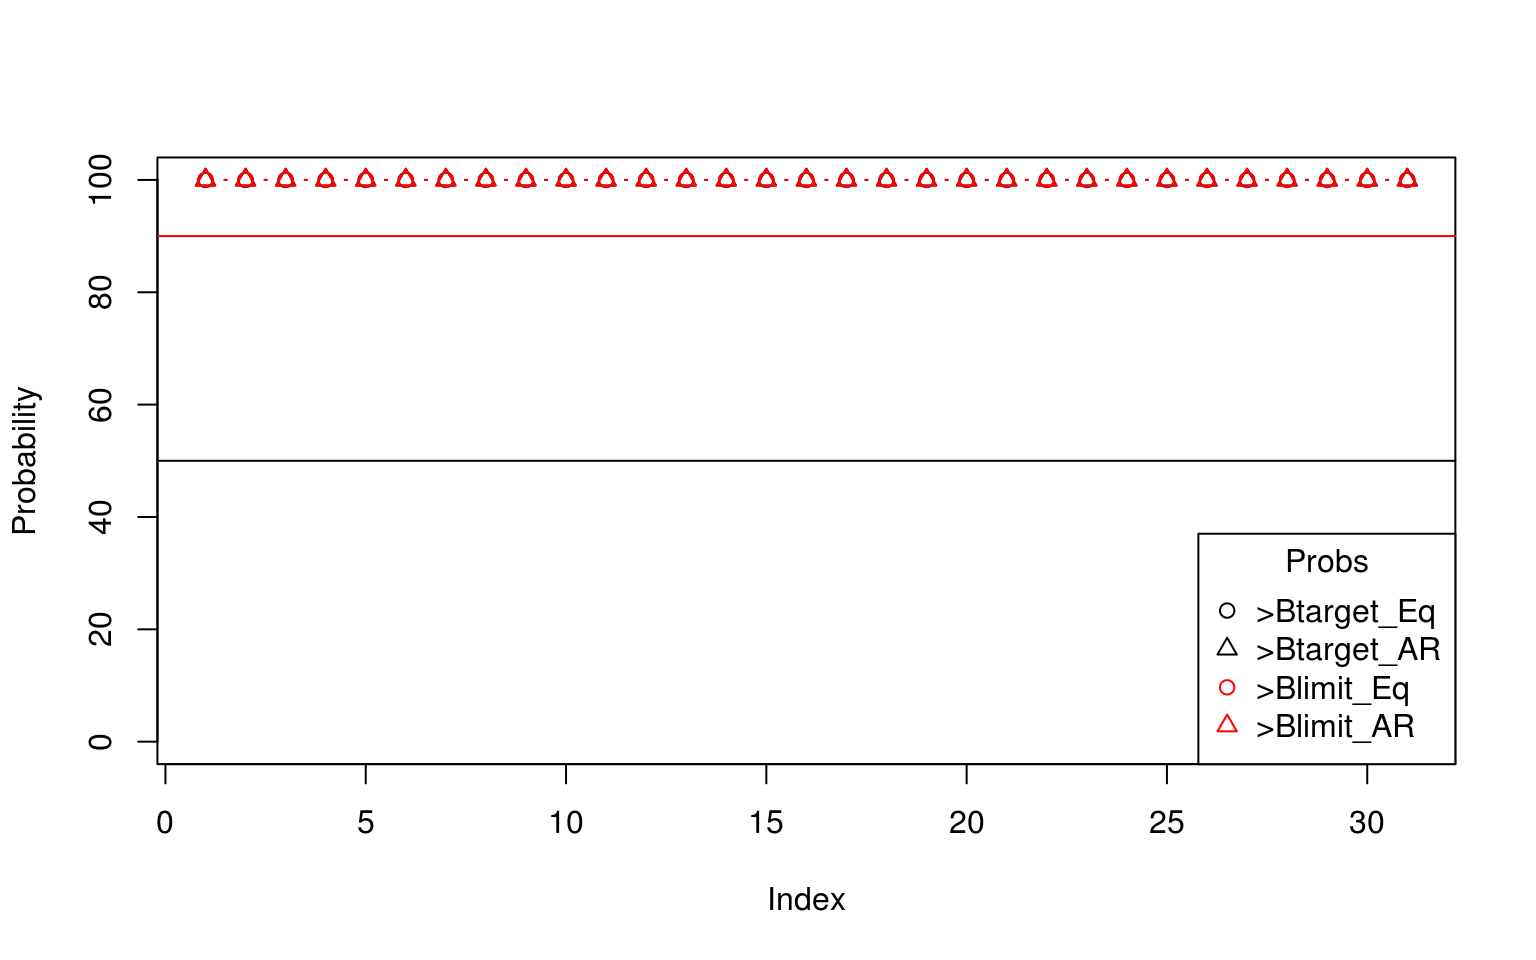 100
80
60
40
20
0
Probability
Probs
>Btarget_Eq
>Btarget_AR
>Blimit_Eq
>Blimit_AR
0 5 10 15 20 25 30
Index